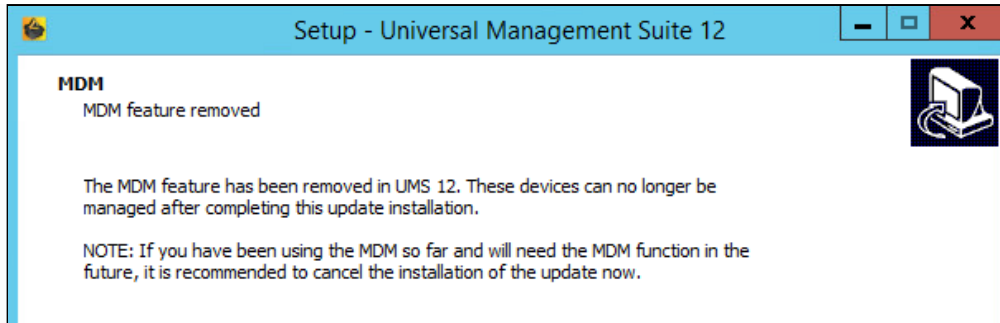 Setup - Universal Management Suite 12
MDM
MDM feature removed
The MDM feature has been removed in UMS 12. These devices can no longer be
managed after completing this update installation.
NOTE: If you have been using the MDM so far and will need the MDM function in the
future, it is recommended to cancel the installation of the update now.